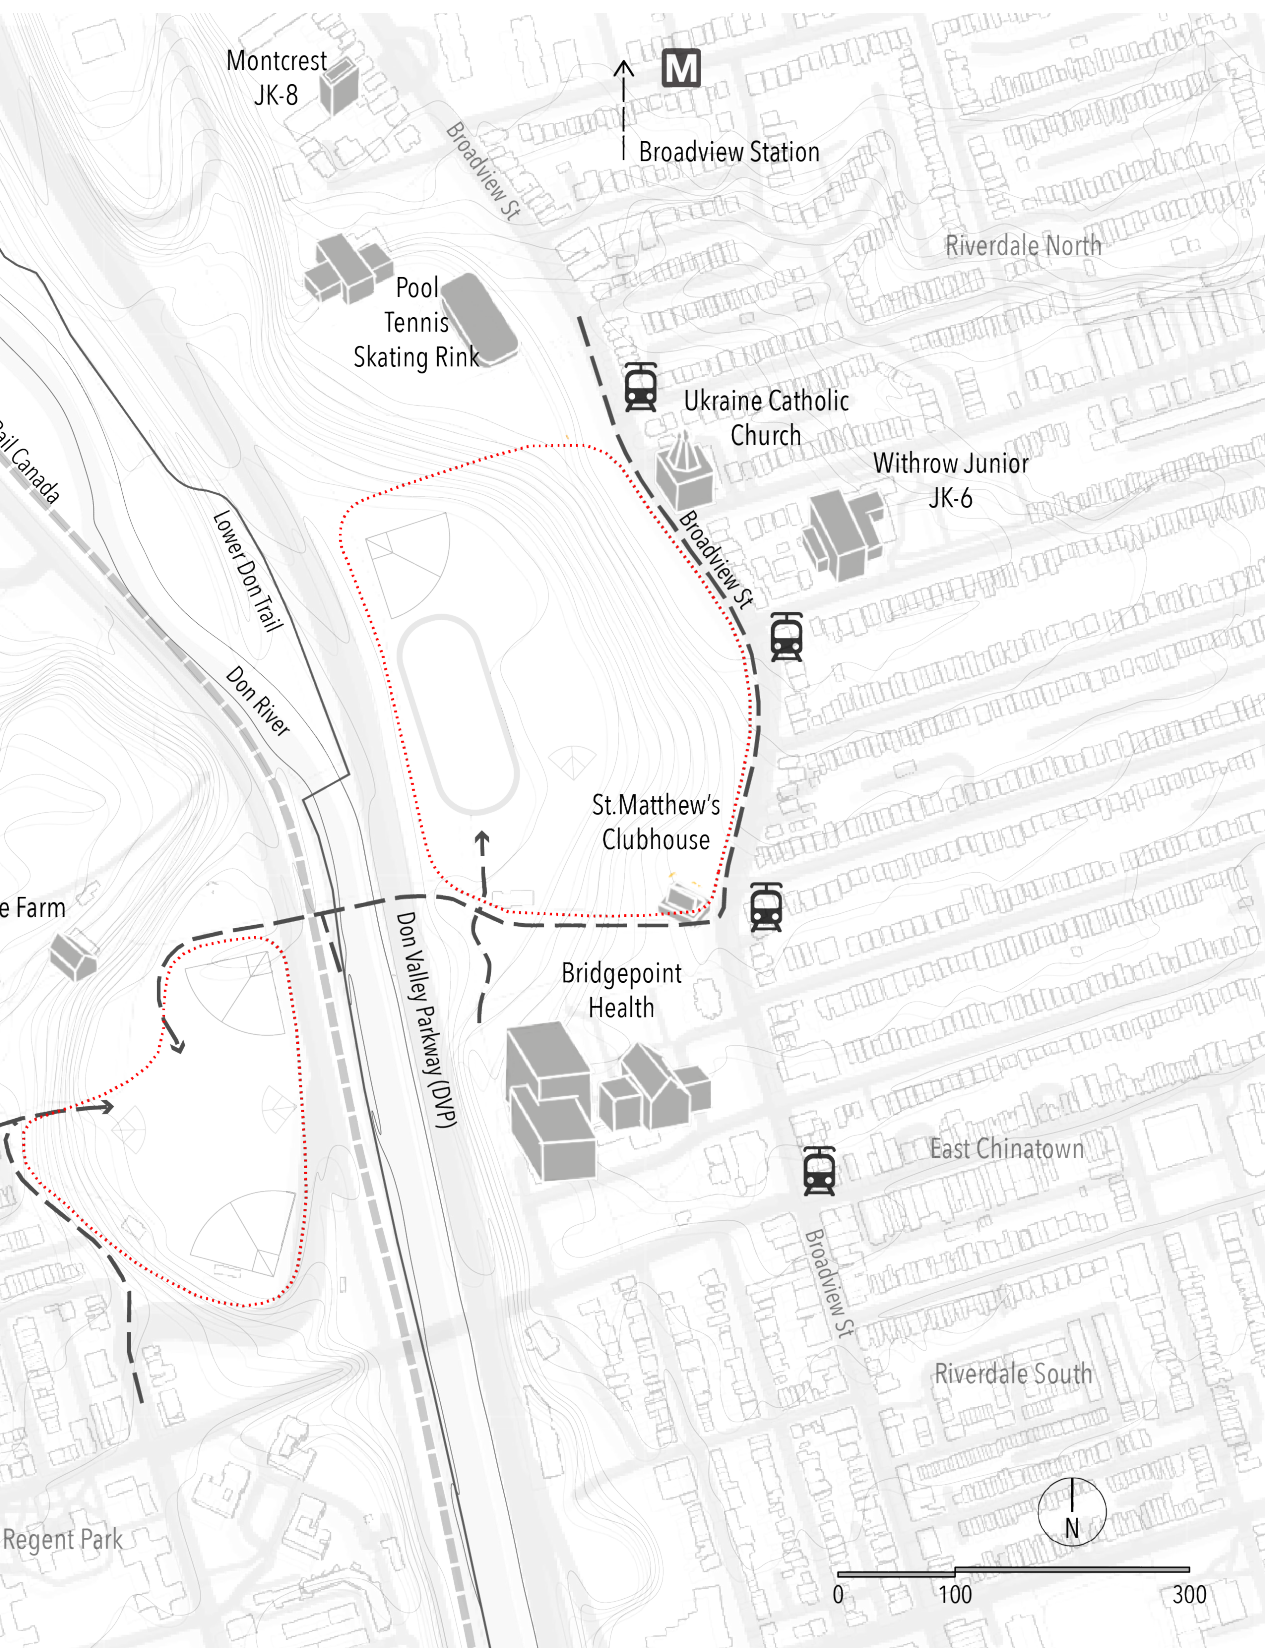 Montcrest
JK-8
M
Broadview Station
Broadview St
Riverdale North
Pool
Tennis
Skating Rink
Ukraine Catholic
Church
Withrow Junior
JK-6
Rail Canada
Lower Don Trail
Broadview St
Don River
St.Matthew's
Clubhouse
e Farm
Don Valley Parkway (DVP)
Bridgepoint
Health
East Chinatown
Broadview St
Riverdale South
N
Regent Park
0 100 300